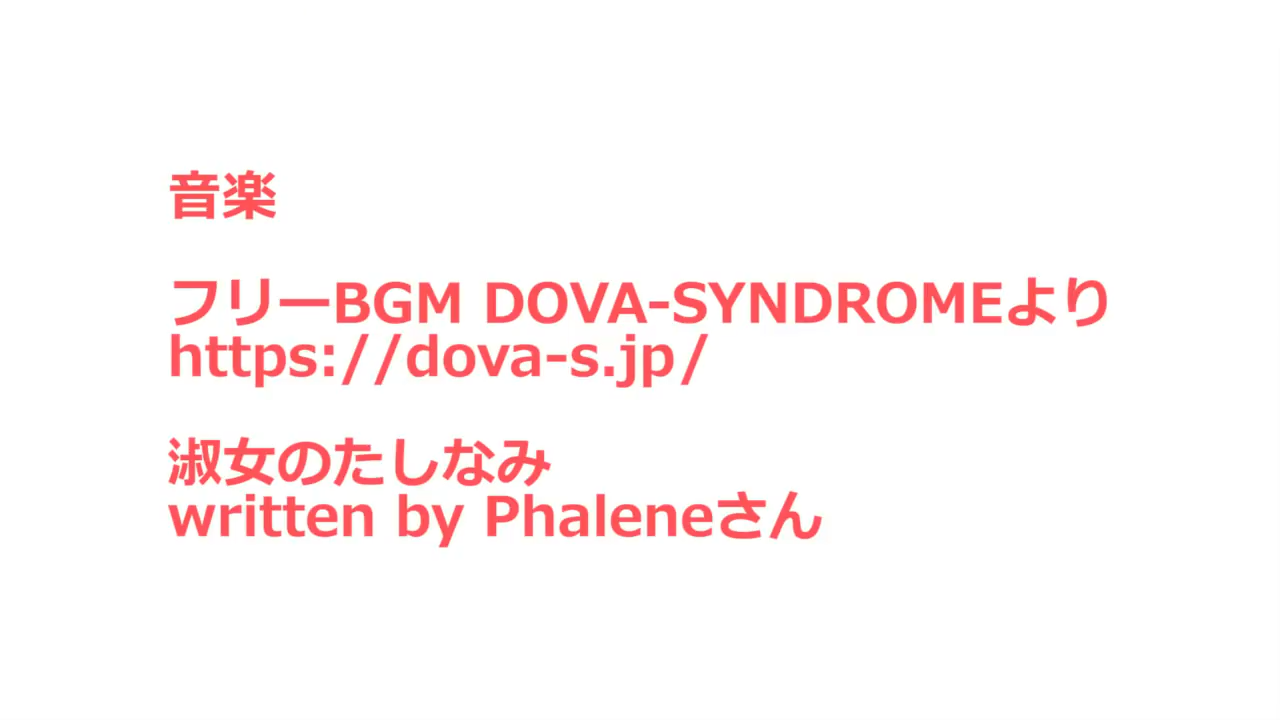 音楽
フリーBGM DOVA-SYNDROMEより
https://dova-s.jp/
淑女のたしなみ
written by Phaleneさん